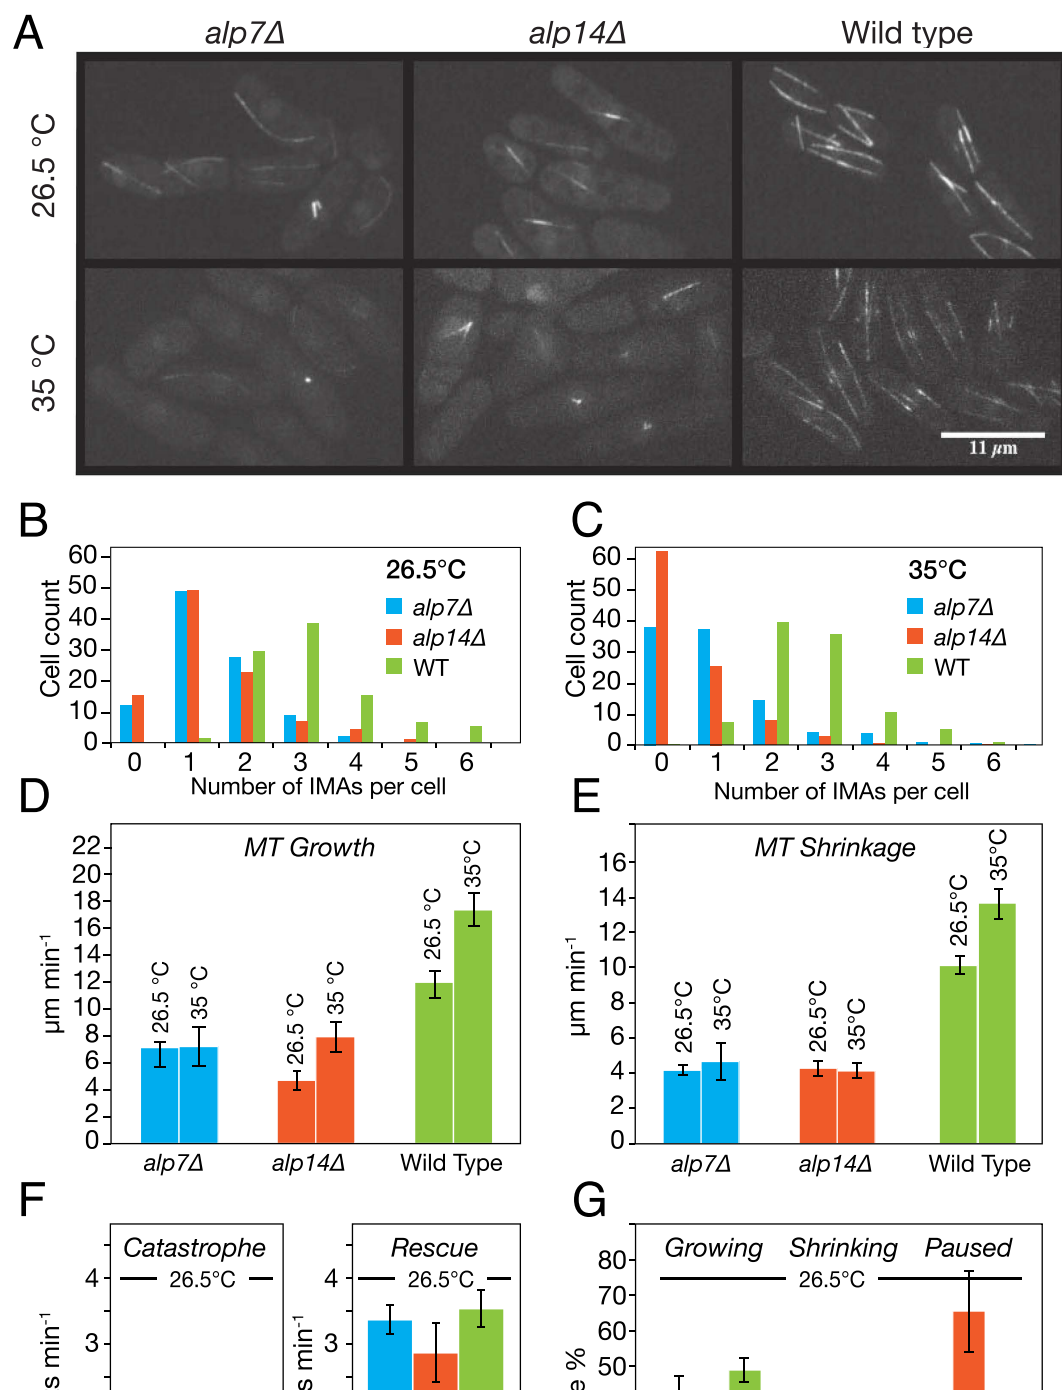 A
alp7Δ alp14Δ Wild type
26.5 °C
35 °C
11 µm
B
60
50
40
30
20
10
0
Cell count
26.5°C
alp7Δ
alp14Δ
WT
0 1 2 3 4 5 6
Number of IMAs per cell
C
60
50
40
30
20
10
0
Cell count
35°C
alp7Δ
alp14Δ
WT
0 1 2 3 4 5 6
Number of IMAs per cell
D
MT Growth
22
20
18
16
14
12
10
8
6
4
2
0
µm min-1
26.5 °C 35 °C 26.5 °C 35 °C 26.5 °C 35°C
alp7Δ alp14Δ Wild Type
E
MT Shrinkage
16
14
12
10
8
6
4
2
0
µm min-1
26.5°C 35°C 26.5°C 35°C 26.5°C 35°C
alp7Δ alp14Δ Wild Type
F
Catastrophe
26.5°C
4
3
s min-1
Rescue
26.5°C
4
3
s min-1
G
Growing Shrinking Paused
26.5°C
80
70
60
50
e %